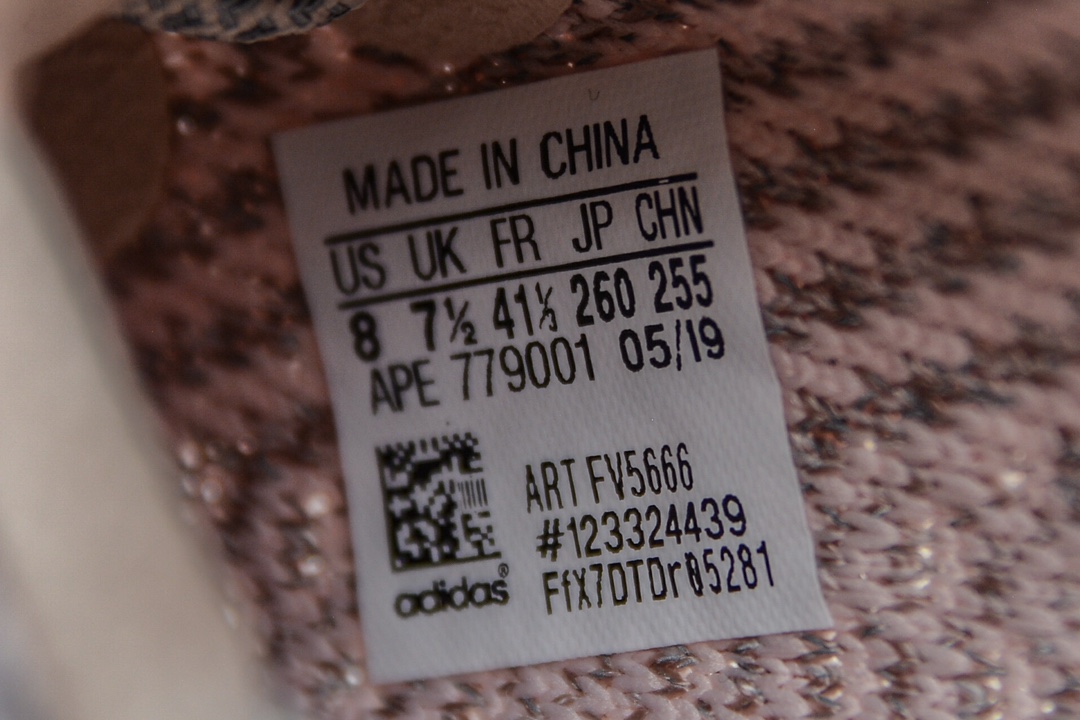 MADE IN CHINA
US UK FR JP CHN
8 7½ 41⅓ 260 255
APE 779001 05/19
ART FV5666
#123324439
FfX7DTDr05281
adidas®